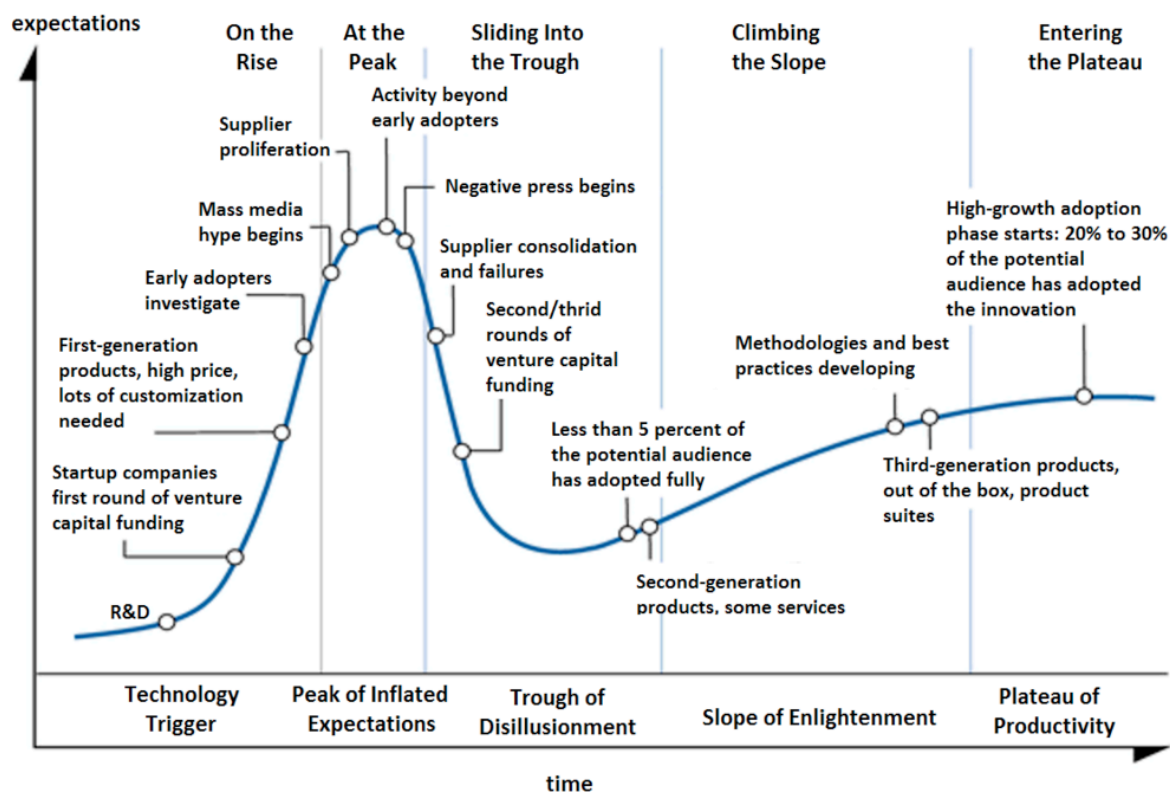 expectations
On the
Rise
At the
Peak
Sliding Into
the Trough
Climbing
the Slope
Entering
the Plateau
Activity beyond
early adopters
Supplier
proliferation
Negative press begins
Mass media
hype begins
High-growth adoption
phase starts: 20% to 30%
of the potential
audience has adopted
the innovation
Supplier consolidation
and failures
Early adopters
investigate
Second/thrid
rounds of
venture capital
funding
First-generation
products, high price,
lots of customization
needed
Methodologies and best
practices developing
Less than 5 percent of
the potential audience
has adopted fully
Startup companies
first round of venture
capital funding
Third-generation products,
out of the box, product
suites
Second-generation
products, some services
R&D
Technology
Trigger
Peak of Inflated
Expectations
Trough of
Disillusionment
Slope of Enlightenment
Plateau of
Productivity
time